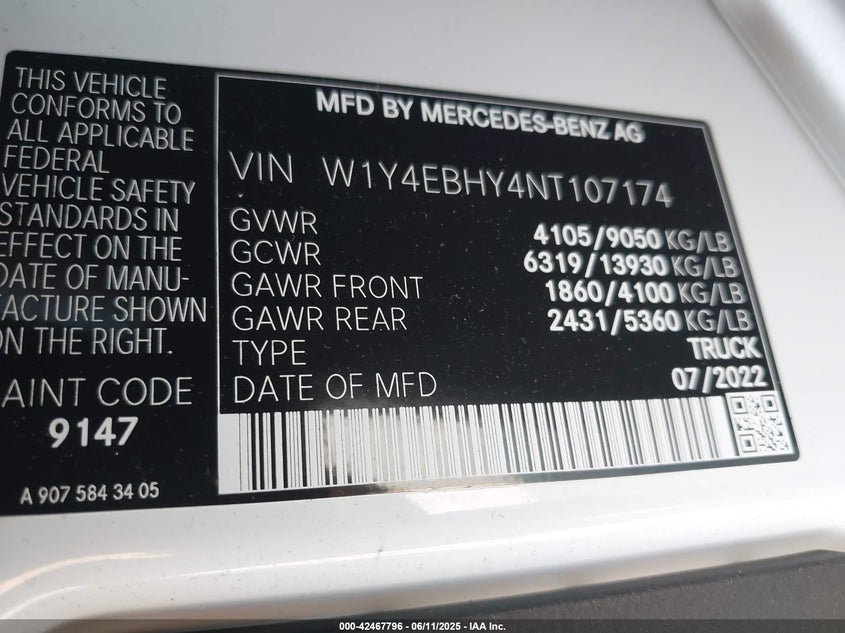 THIS VEHICLE
CONFORMS TO
ALL APPLICABLE
FEDERAL
VEHICLE SAFETY
STANDARDS IN
EFFECT ON THE
DATE OF MANU-
FACTURE SHOWN
ON THE RIGHT.
AINT CODE
9147
A 907 584 34 05
MFD BY MERCEDES-BENZ AG
VIN W1Y4EBHY4NT107174
GVWR 4105/9050 KG/LB
GCWR 6319/13930 KG/LB
GAWR FRONT 1860/4100 KG/LB
GAWR REAR 2431/5360 KG/LB
TYPE TRUCK
DATE OF MFD 07/2022
000-42467796 - 06/11/2025 - IAA Inc.